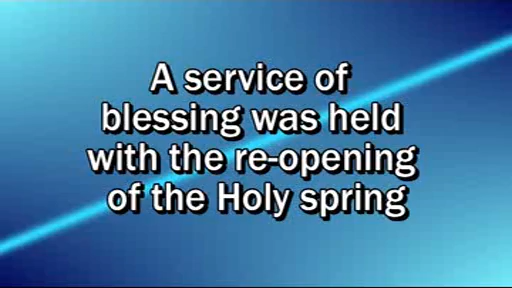 A service of
blessing was held
with the re-opening
of the Holy spring